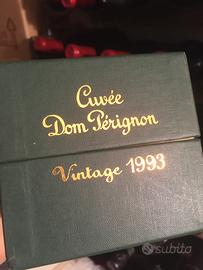 Cuvée
Dom Pérignon
Vintage 1993
subito